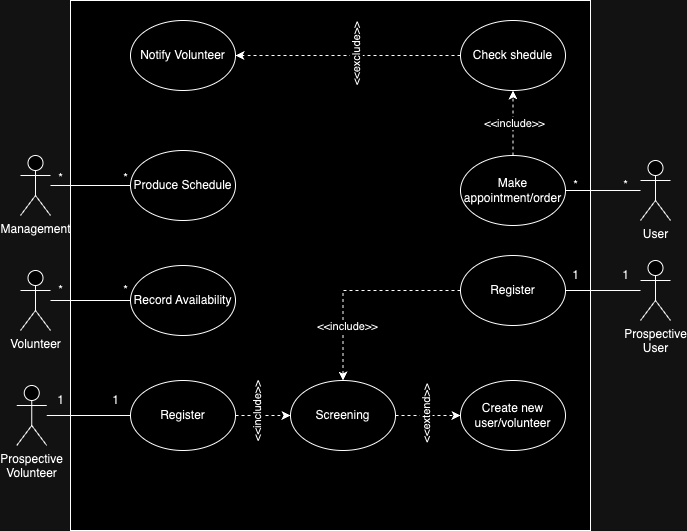 Notify Volunteer
<<exclude>>
Check shedule
<<include>>
Management
*
*
Produce Schedule
Make
appointment/order
*
*
User
Volunteer
*
*
Record Availability
Register
1
1
Prospective
User
<<include>>
Prospective
Volunteer
1
1
Register
<<include>>
Screening
<<extend>>
Create new
user/volunteer